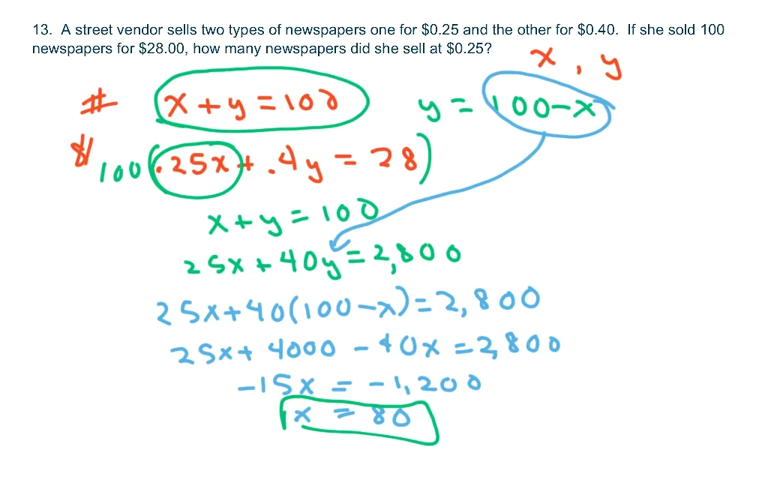 13. A street vendor sells two types of newspapers one for $0.25 and the other for $0.40. If she sold 100
newspapers for $28.00, how many newspapers did she sell at $0.25?
x, y
# x+y=100 y=100-x
$ 100(.25x+.4y=28)
x+y=100
25x+40y=2,800
25x+40(100-x)=2,800
25x+4000-40x=2,800
-15x=-1,200
x=80